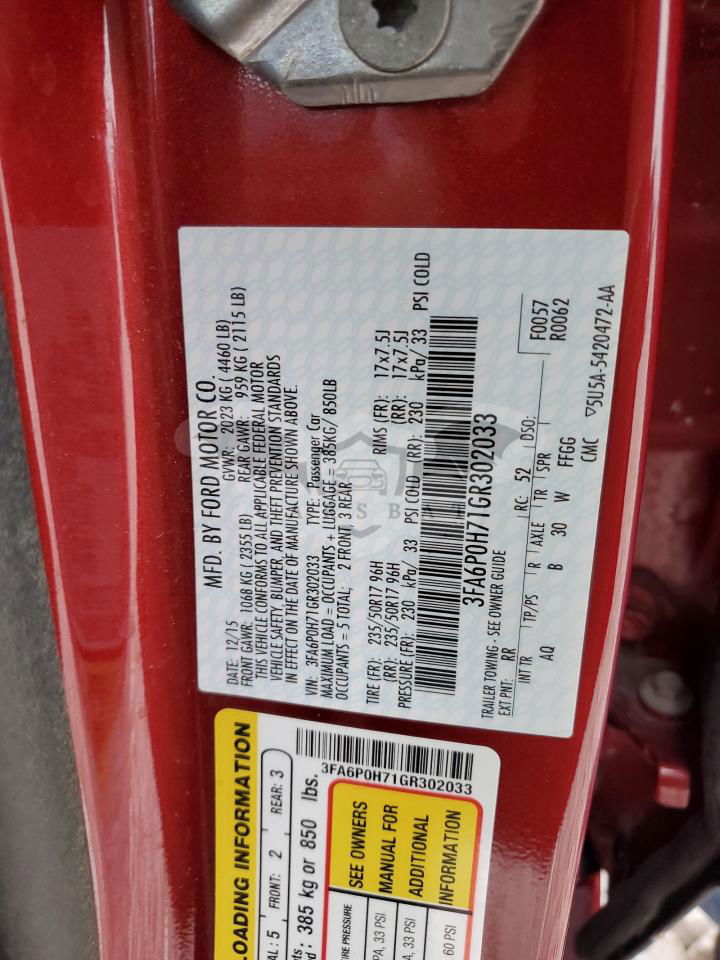 MFD. BY FORD MOTOR CO.
DATE: 12/15 GVWR: 2023 KG ( 4460 LB)
FRONT GAWR: 1068 KG ( 2355 LB) REAR GAWR: 959 KG ( 2115 LB)
THIS VEHICLE CONFORMS TO ALL APPLICABLE FEDERAL MOTOR
VEHICLE SAFETY, BUMPER, AND THEFT PREVENTION STANDARDS
IN EFFECT ON THE DATE OF MANUFACTURE SHOWN ABOVE.
VIN: 3FA6P0H71GR302033 TYPE: Passenger Car
MAXIMUM LOAD = OCCUPANTS + LUGGAGE = 385KG/ 850LB
OCCUPANTS = 5 TOTAL; 2 FRONT, 3 REAR
TIRE (FR): 235/50R17 96H RIMS (FR): 17x7.5J
(RR): 235/50R17 96H (RR): 17x7.5J
PRESSURE (FR): 230 kPa/ 33 PSI COLD (RR): 230 kPa/ 33 PSI COLD
3FA6P0H71GR302033
TRAILER TOWING - SEE OWNER GUIDE
EXT PNT: RR RC: 52 DSO: F0057
R0062
INT TR TP/PS R AXLE TR SPR
AQ B 30 W FFGG
CMC ▽5U5A-5420472-AA
3FA6P0H71GR302033
LOADING INFORMATION
AL : 5 FRONT: 2 REAR: 3
nts
d : 385 kg or 850 lbs.
IRE PRESSURE
PA, 33 PSI
PA, 33 PSI
60 PSI
SEE OWNERS
MANUAL FOR
ADDITIONAL
INFORMATION